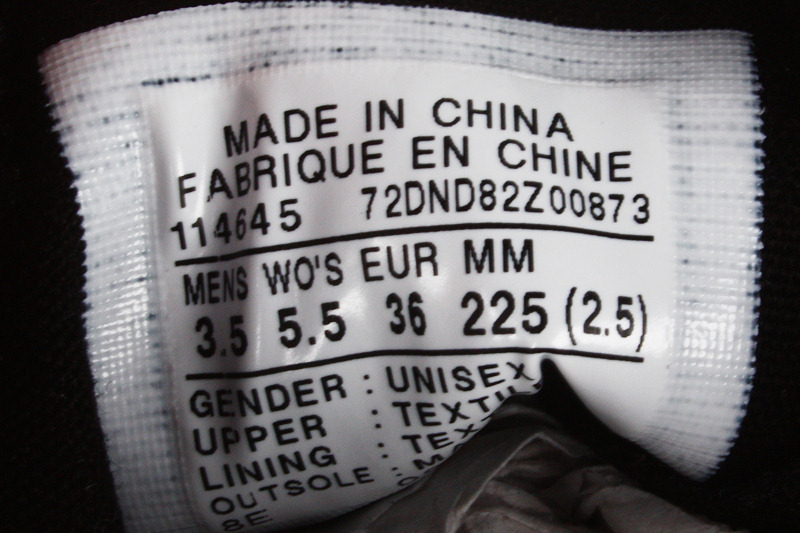 MADE IN CHINA
FABRIQUE EN CHINE
114645 72DND82Z00873
MENS WO'S EUR MM
3.5 5.5 36 225 (2.5)
GENDER : UNISEX
UPPER :
LINING :
OUTSOLE :